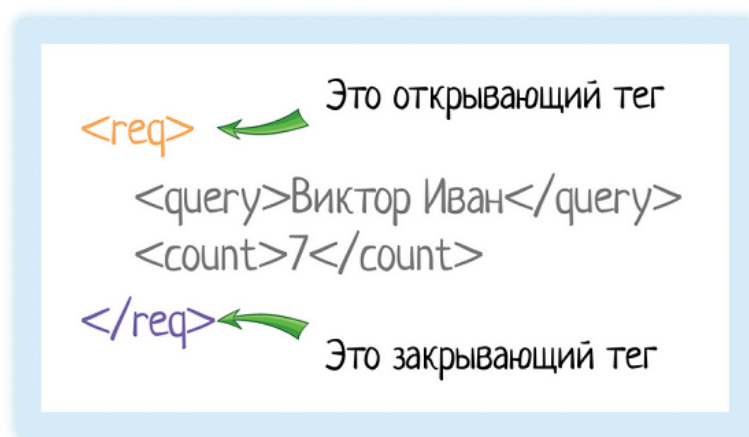 Это открывающий тег
<req>
<query>Виктор Иван</query>
<count>7</count>
</req>
Это закрывающий тег